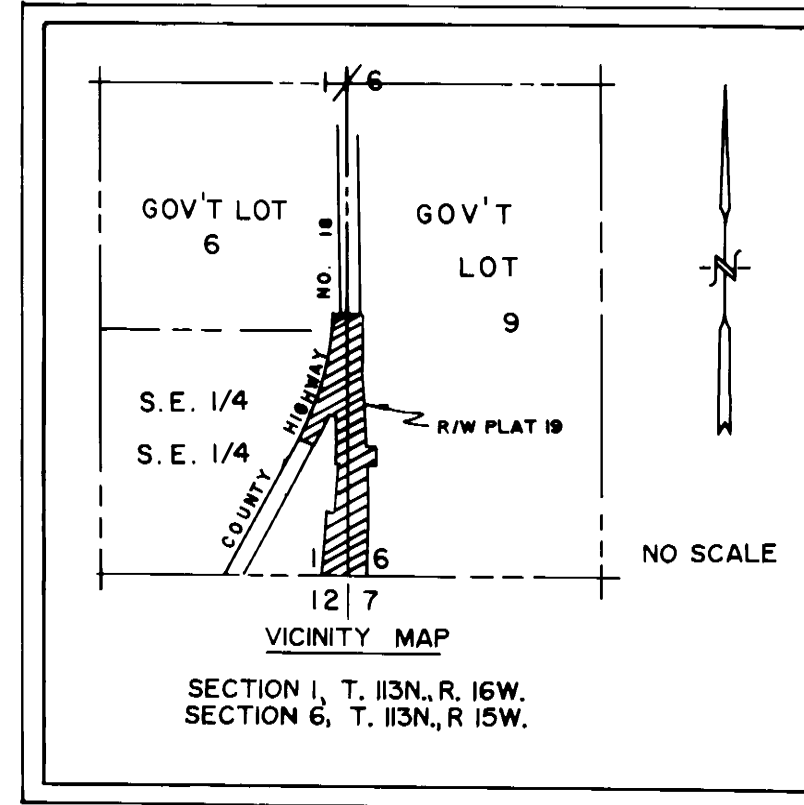 1 6
GOV'T LOT
6
GOV'T
LOT
9
NO. 18
HIGHWAY
COUNTY
S.E. 1/4
S.E. 1/4
R/W PLAT 19
N
NO SCALE
1 6
12 7
VICINITY MAP
SECTION 1, T. 113N., R. 16W.
SECTION 6, T. 113N., R 15W.